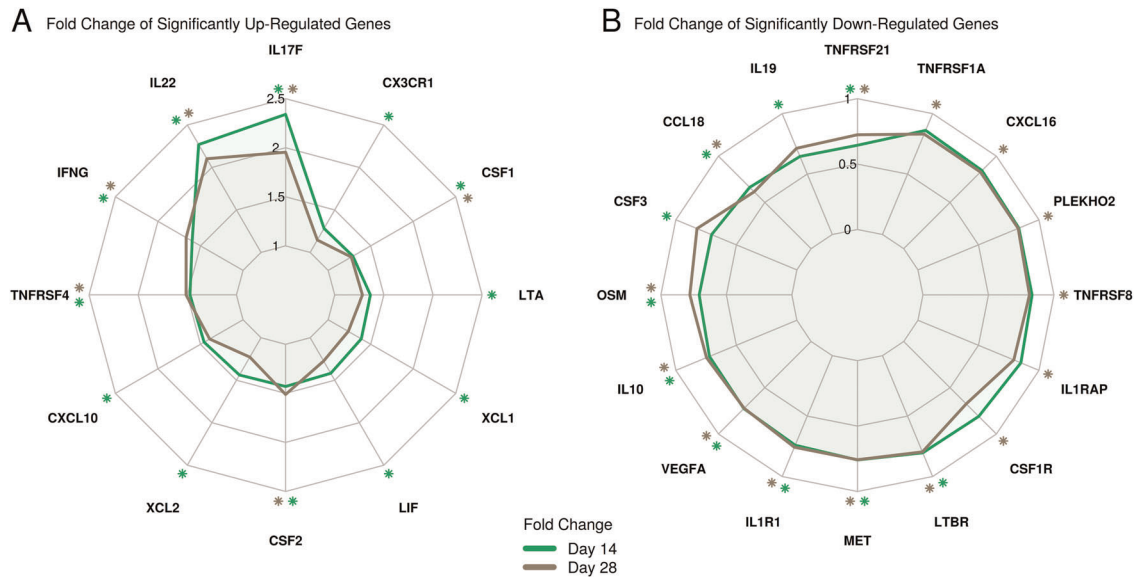 A Fold Change of Significantly Up-Regulated Genes
IL17F
CX3CR1
CSF1
LTA
XCL1
LIF
CSF2
XCL2
CXCL10
TNFRSF4
IFNG
IL22
2.5
2
1.5
1
B Fold Change of Significantly Down-Regulated Genes
TNFRSF21
TNFRSF1A
CXCL16
PLEKHO2
TNFRSF8
IL1RAP
CSF1R
LTBR
MET
IL1R1
VEGFA
IL10
OSM
CSF3
CCL18
IL19
1
0.5
0
Fold Change
Day 14
Day 28